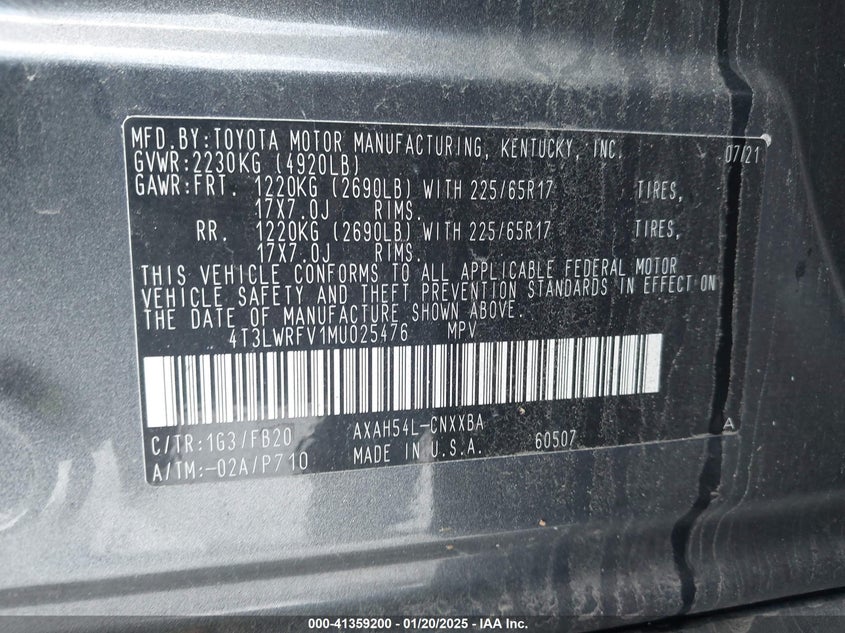 MFD.BY:TOYOTA MOTOR MANUFACTURING, KENTUCKY, INC. 07/21
GVWR:2230KG (4920LB)
GAWR:FRT. 1220KG (2690LB) WITH 225/65R17 TIRES,
17X7.0J RIMS.
RR. 1220KG (2690LB) WITH 225/65R17 TIRES,
17X7.0J RIMS.
THIS VEHICLE CONFORMS TO ALL APPLICABLE FEDERAL MOTOR
VEHICLE SAFETY AND THEFT PREVENTION STANDARDS IN EFFECT ON
THE DATE OF MANUFACTURE SHOWN ABOVE.
4T3LWRFV1MU025476 MPV
C/TR:1G3/FB20 AXAH54L-CNXXBA
A/TM:-02A/P710 MADE IN U.S.A. 60507 A
000-41359200 - 01/20/2025 - IAA Inc.